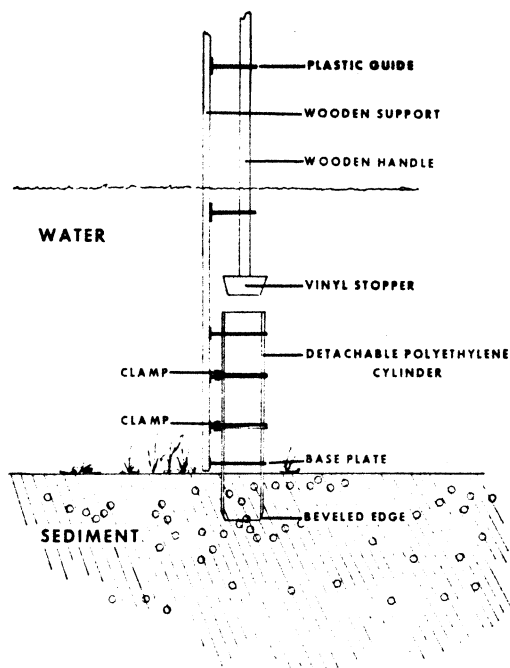 PLASTIC GUIDE
WOODEN SUPPORT
WOODEN HANDLE
WATER
VINYL STOPPER
DETACHABLE POLYETHYLENE
CYLINDER
CLAMP
CLAMP
BASE PLATE
BEVELED EDGE
SEDIMENT